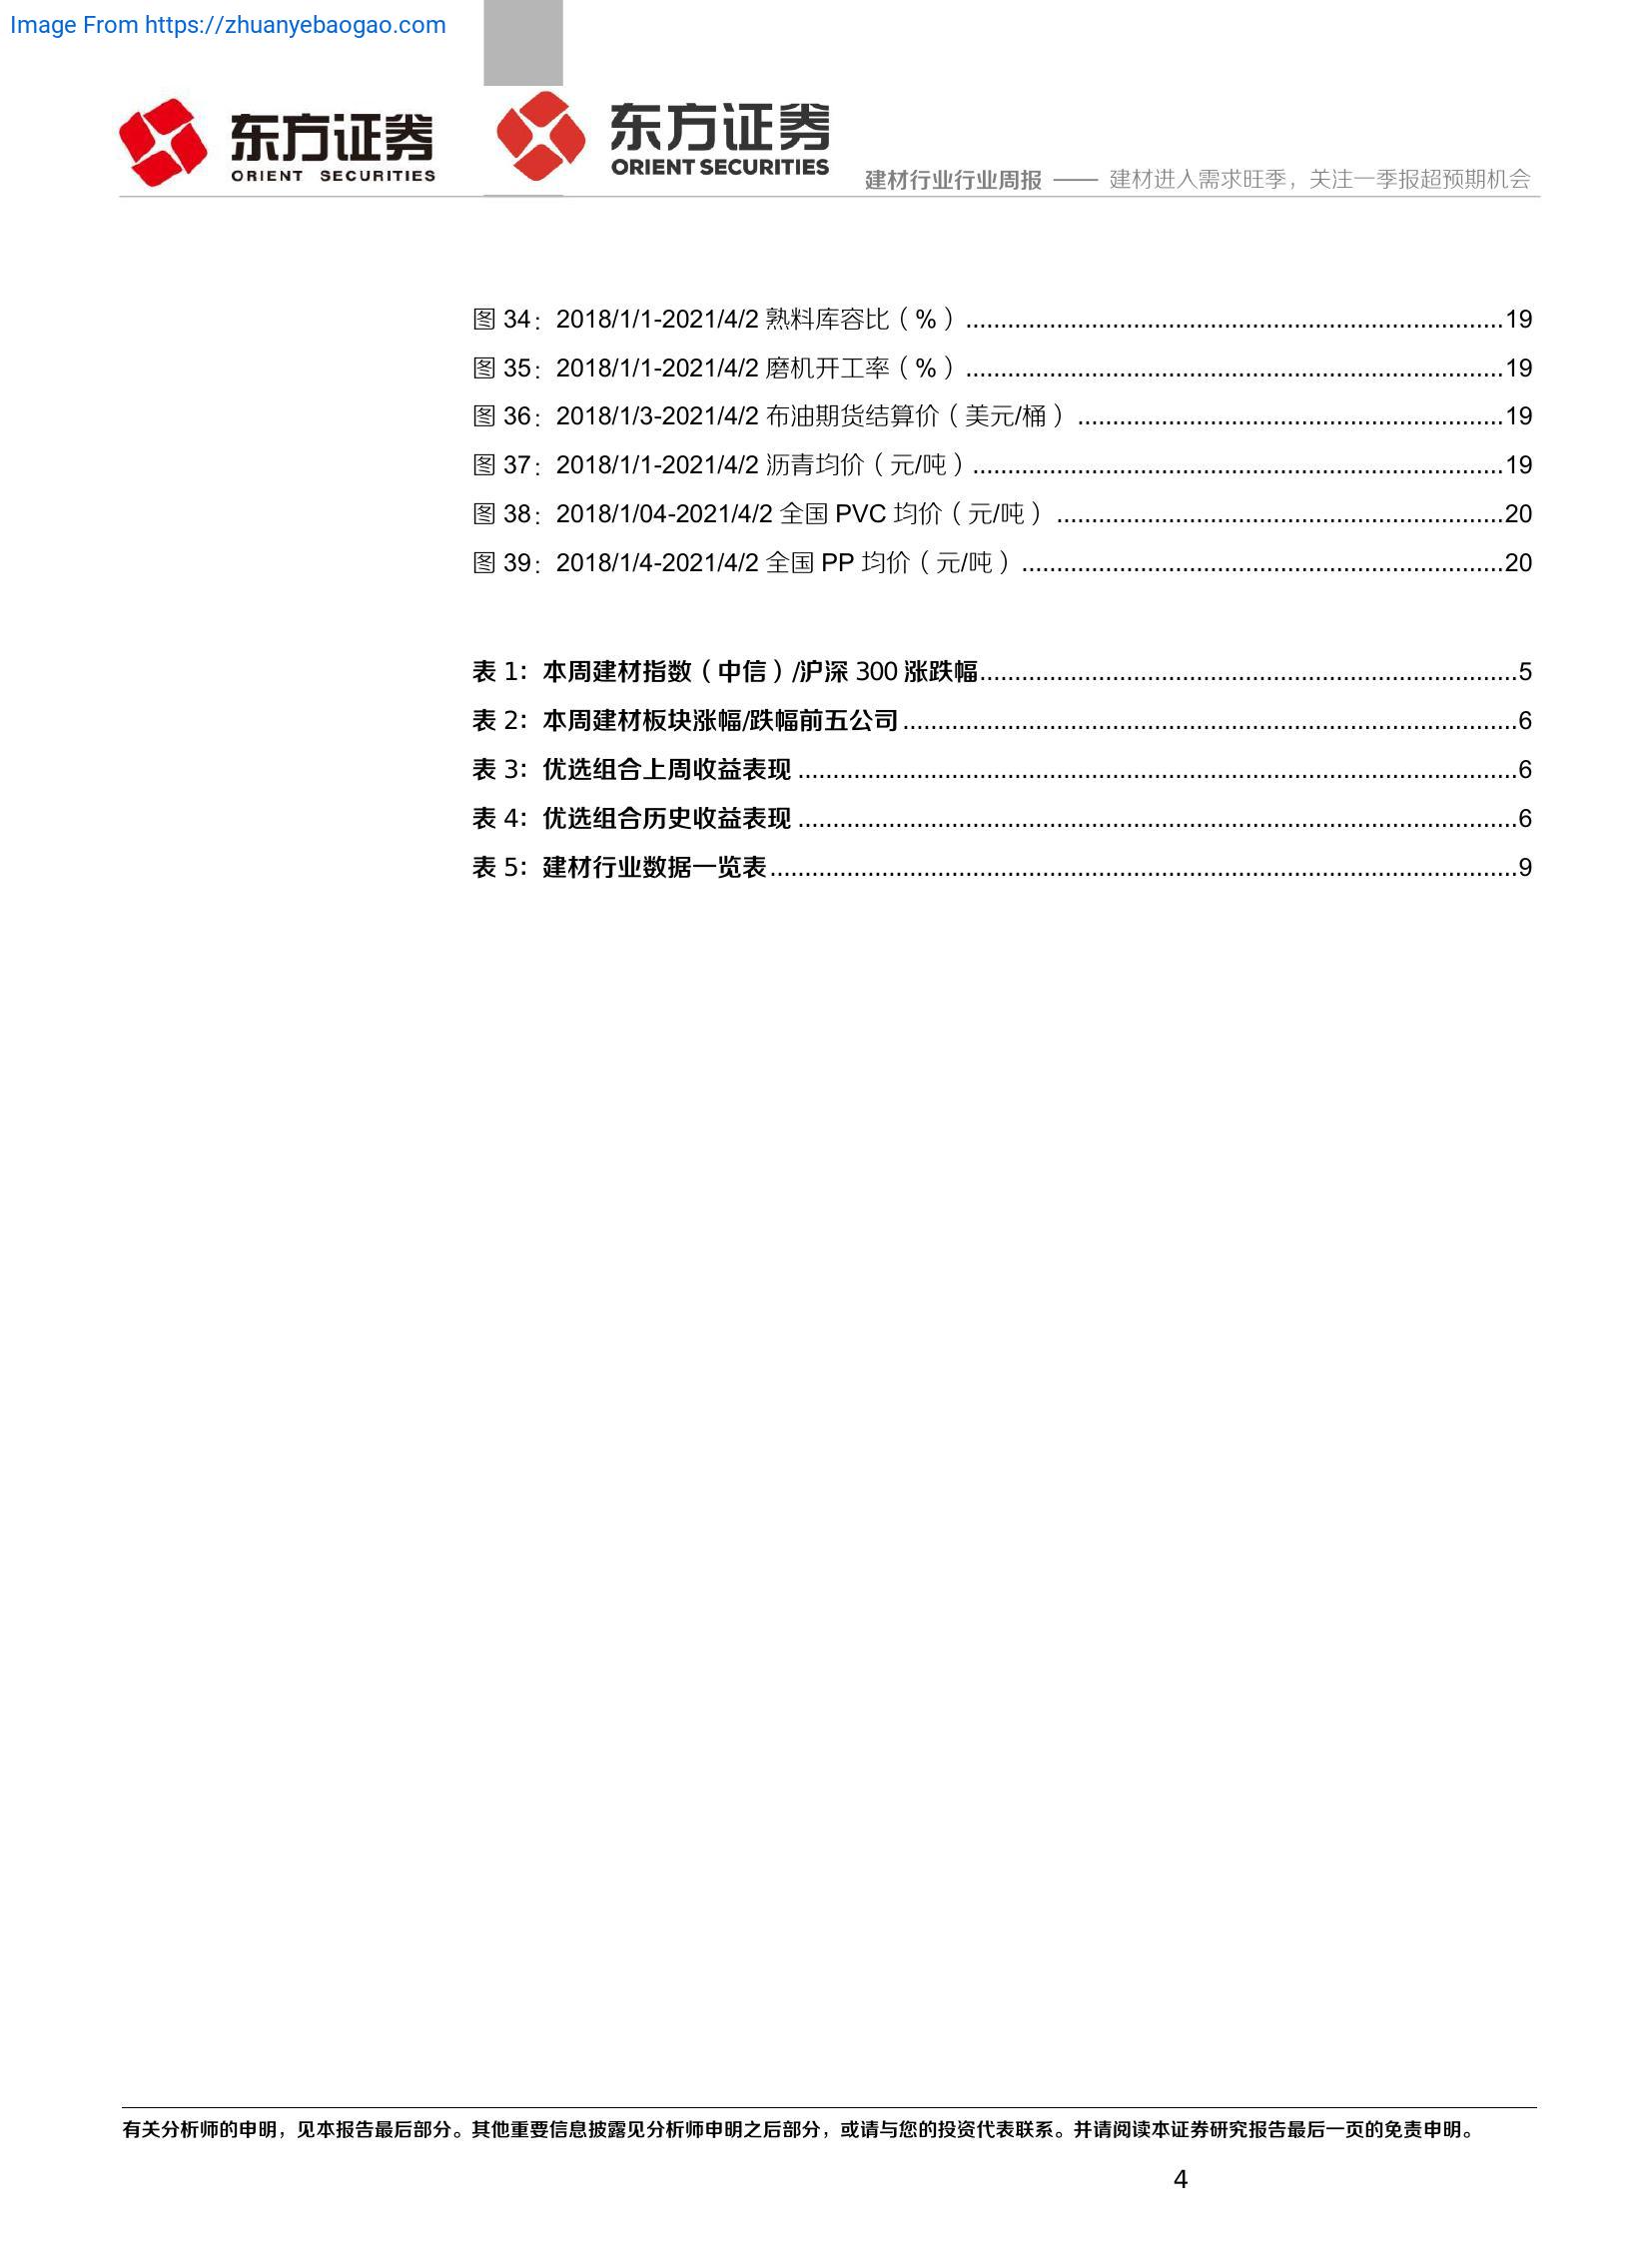 Image From https://zhuanyebaogao.com
东方证券
ORIENT SECURITIES
东方证券
ORIENT SECURITIES
建材行业行业周报 —— 建材进入需求旺季，关注一季报超预期机会
图 34：2018/1/1-2021/4/2 熟料库容比（%）...............................................................................19
图 35：2018/1/1-2021/4/2 磨机开工率（%）...............................................................................19
图 36：2018/1/3-2021/4/2 布油期货结算价（美元/桶）...............................................................19
图 37：2018/1/1-2021/4/2 沥青均价（元/吨）..............................................................................19
图 38：2018/1/04-2021/4/2 全国 PVC 均价（元/吨）..................................................................20
图 39：2018/1/4-2021/4/2 全国 PP 均价（元/吨）.......................................................................20
表 1：本周建材指数（中信）/沪深 300 涨跌幅...............................................................................5
表 2：本周建材板块涨幅/跌幅前五公司..........................................................................................6
表 3：优选组合上周收益表现.........................................................................................................6
表 4：优选组合历史收益表现.........................................................................................................6
表 5：建材行业数据一览表.............................................................................................................9
有关分析师的申明，见本报告最后部分。其他重要信息披露见分析师申明之后部分，或请与您的投资代表联系。并请阅读本证券研究报告最后一页的免责申明。
4